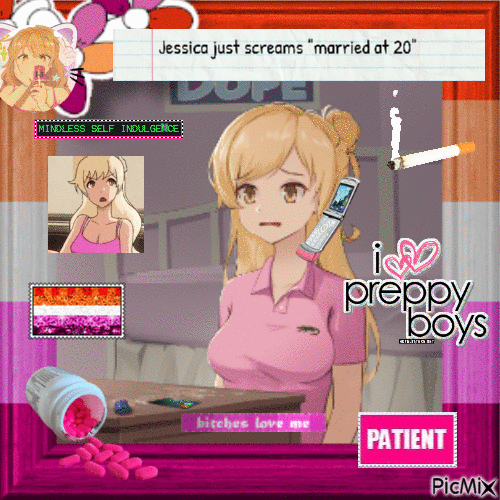 Jessica just screams "married at 20"
DOPE
MINDLESS SELF INDULGENCE
i
preppy
boys
bitches love me
PATIENT
PicMix